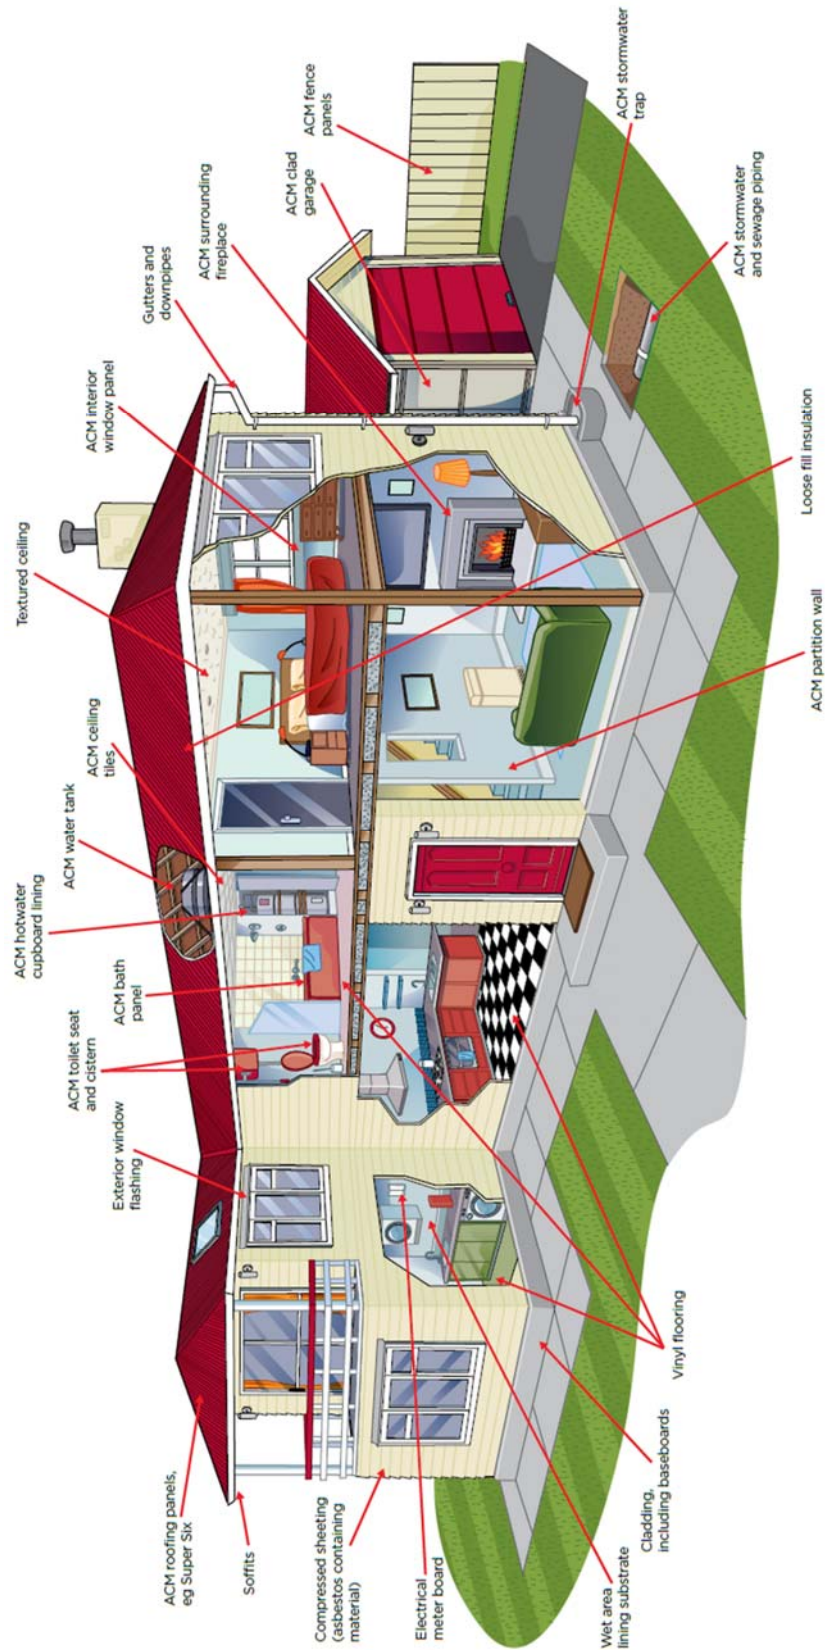 ACM roofing panels,
eg Super Six
Soffits
Compressed sheeting
(asbestos containing
material)
Electrical
meter board
Wet area
lining substrate
Cladding,
including baseboards
Vinyl flooring
Exterior window
flashing
ACM toilet seat
and cistern
ACM bath
panel
ACM hotwater
cupboard lining
ACM water tank
ACM ceiling
tiles
Textured ceiling
ACM interior
window panel
Gutters and
downpipes
ACM surrounding
fireplace
ACM clad
garage
ACM fence
panels
ACM stormwater
trap
ACM stormwater
and sewage piping
Loose fill insulation
ACM partition wall